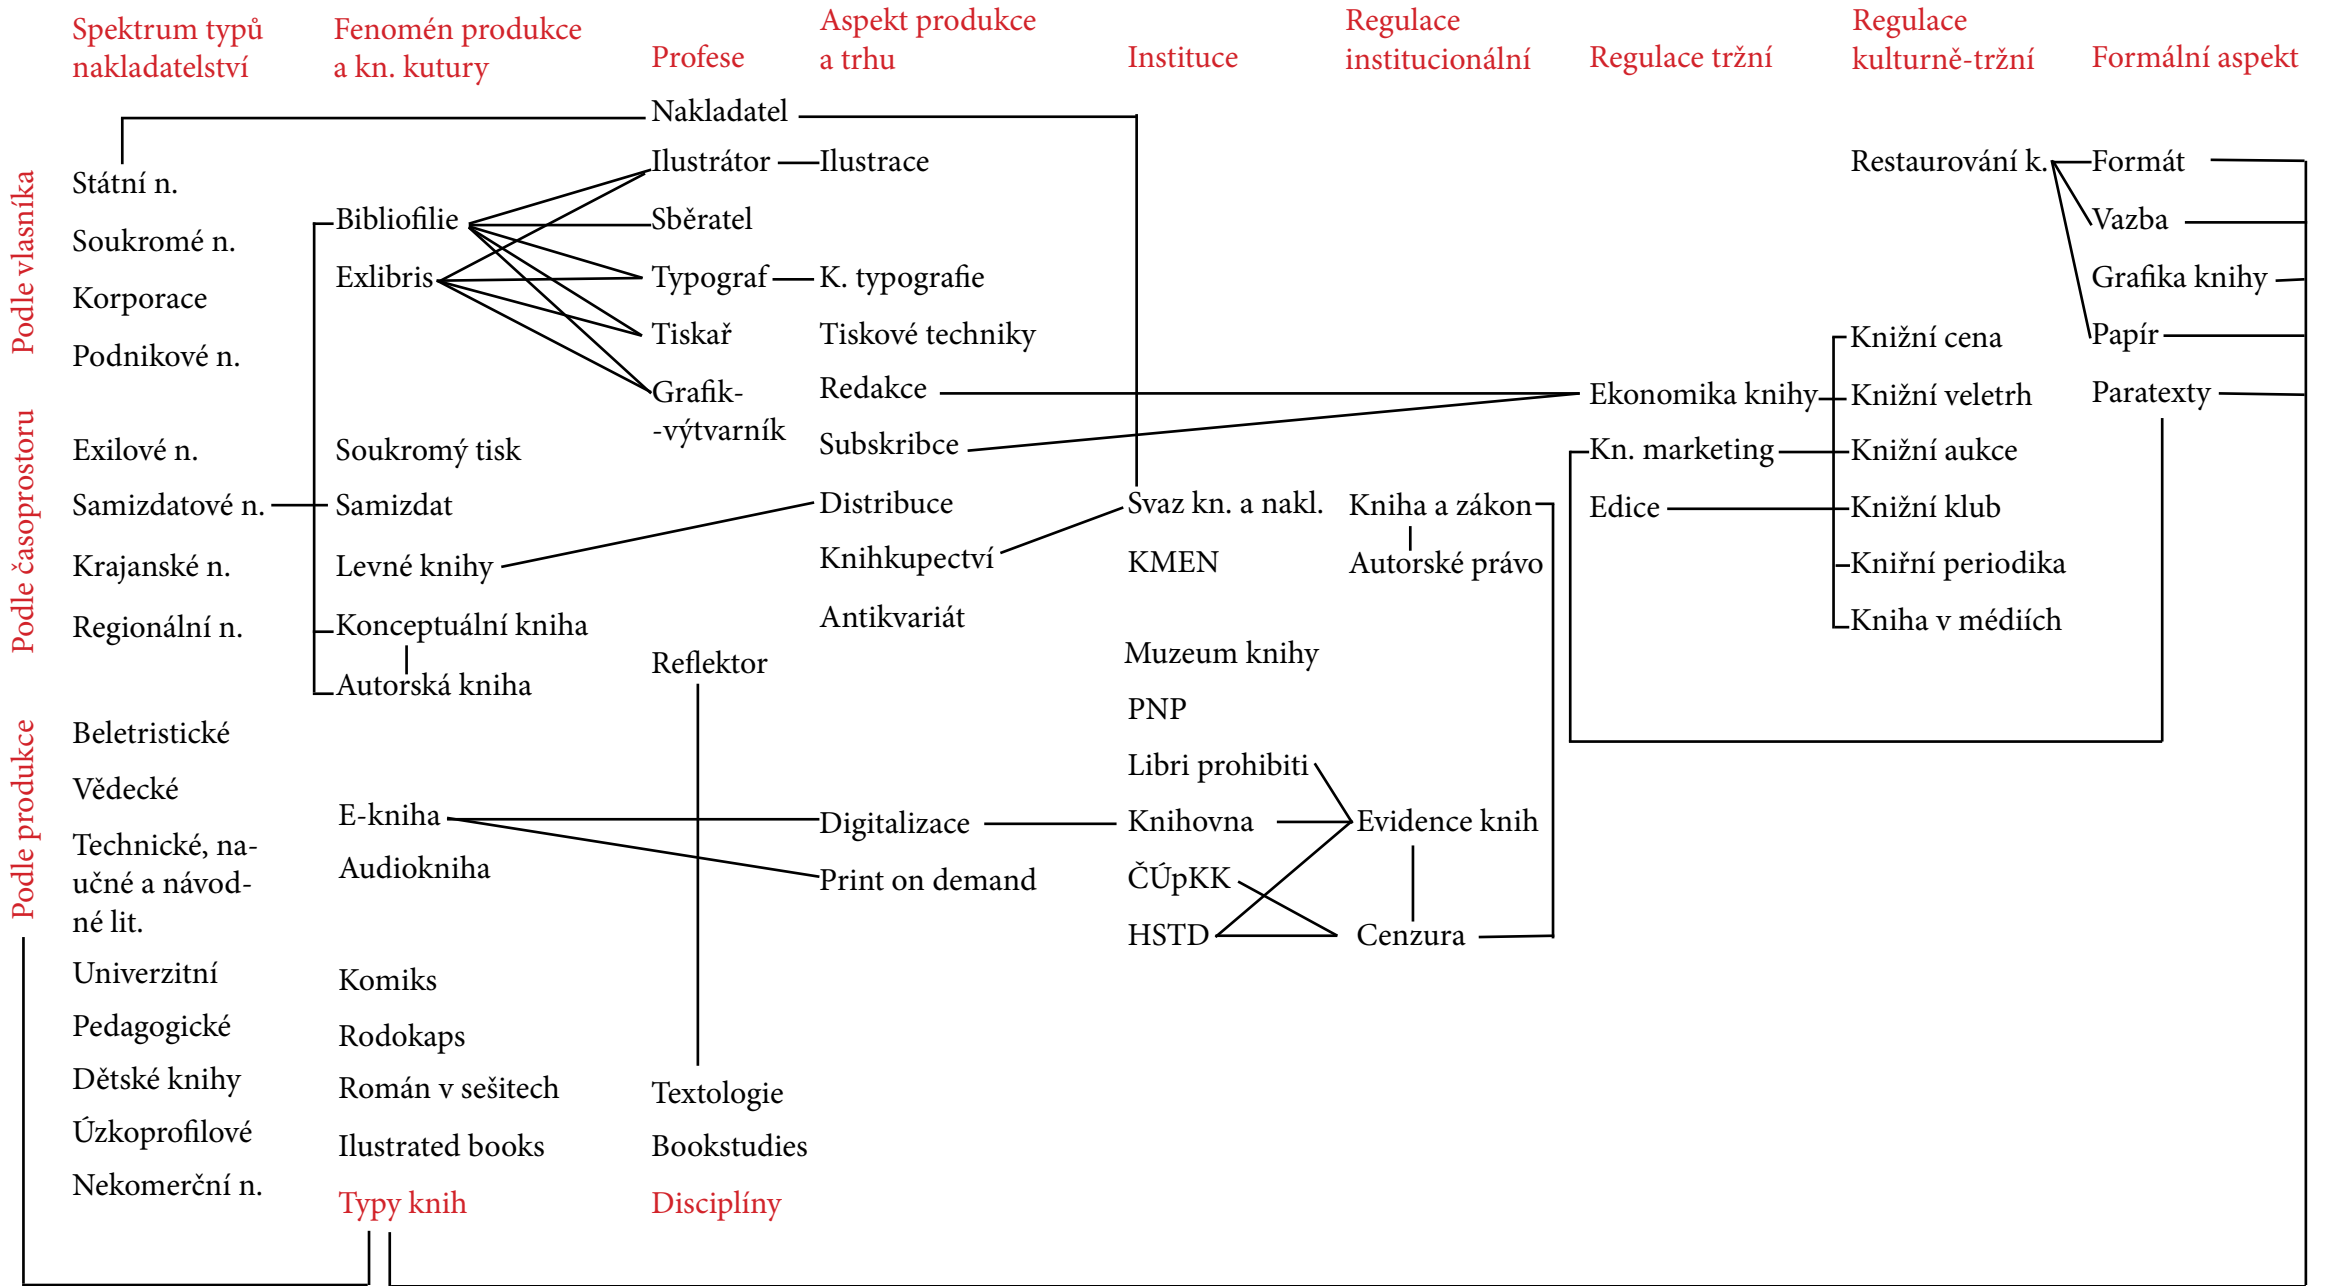 Spektrum typů
nakladatelství
Fenomén produkce
a kn. kutury
Profese
Aspekt produkce
a trhu
Instituce
Regulace
institucionální
Regulace tržní
Regulace
kulturně-tržní
Formální aspekt
Podle vlasníka
Státní n.
Soukromé n.
Korporace
Podnikové n.
Podle časoprostoru
Exilové n.
Samizdatové n.
Krajanské n.
Regionální n.
Podle produkce
Beletristické
Vědecké
Technické, na-
učné a návod-
né lit.
Univerzitní
Pedagogické
Dětské knihy
Úzkoprofilové
Nekomerční n.
Bibliofilie
Exlibris
Soukromý tisk
Samizdat
Levné knihy
Konceptuální kniha
Autorská kniha
E-kniha
Audiokniha
Komiks
Rodokaps
Román v sešitech
Ilustrated books
Typy knih
Nakladatel
Ilustrátor
Sběratel
Typograf
Tiskař
Grafik-
-výtvarník
Reflektor
Textologie
Bookstudies
Disciplíny
Ilustrace
K. typografie
Tiskové techniky
Redakce
Subskribce
Distribuce
Knihkupectví
Antikvariát
Digitalizace
Print on demand
Svaz kn. a nakl.
KMEN
Muzeum knihy
PNP
Libri prohibiti
Knihovna
ČÚpKK
HSTD
Kniha a zákon
Autorské právo
Evidence knih
Cenzura
Ekonomika knihy
Kn. marketing
Edice
Restaurování k.
Knižní cena
Knižní veletrh
Knižní aukce
Knižní klub
Kniřní periodika
Kniha v médiích
Formát
Vazba
Grafika knihy
Papír
Paratexty